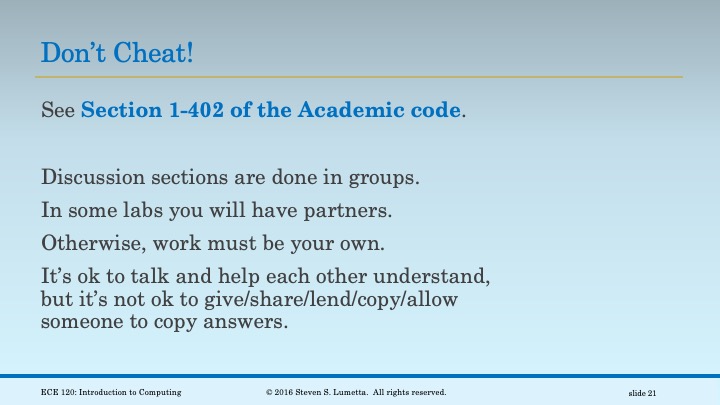 Don’t Cheat!
See Section 1-402 of the Academic code.
Discussion sections are done in groups.
In some labs you will have partners.
Otherwise, work must be your own.
It’s ok to talk and help each other understand,
but it’s not ok to give/share/lend/copy/allow
someone to copy answers.
ECE 120: Introduction to Computing © 2016 Steven S. Lumetta. All rights reserved. slide 21